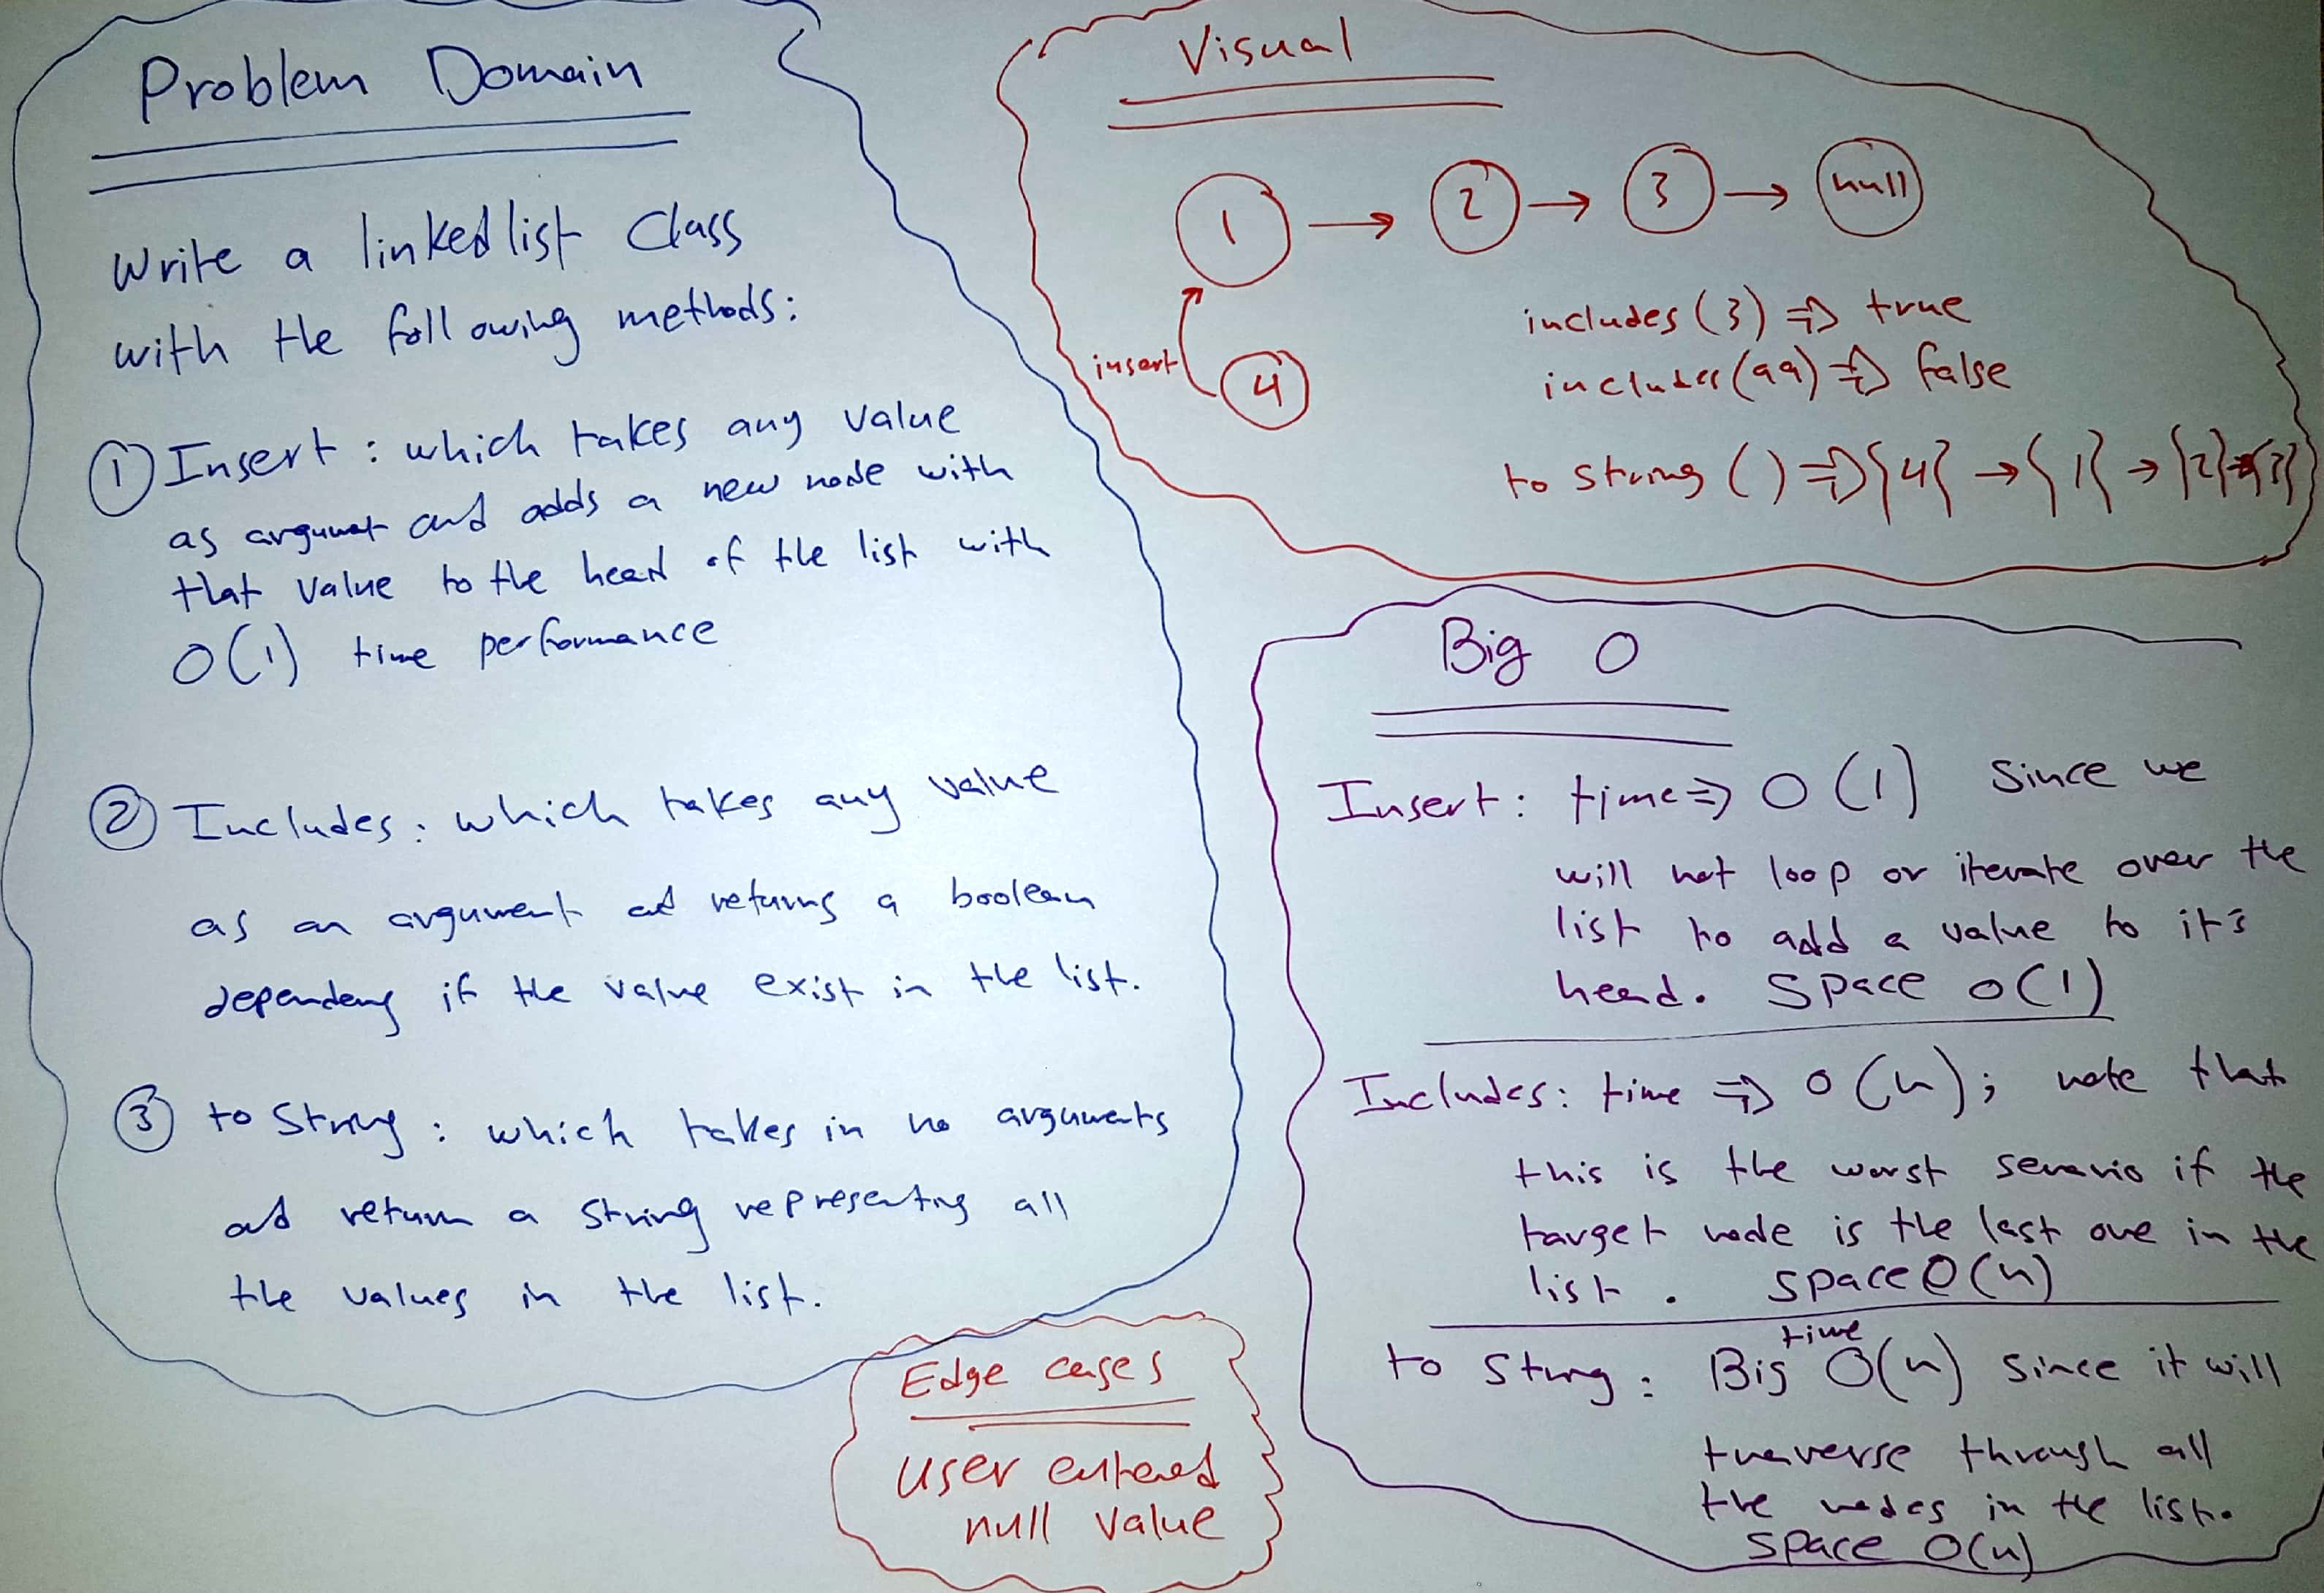 Problem Domain
Write a linkedlist Class
with the following methods:
① Insert : which takes any value
as argumet and adds a new node with
that value to the head of the list with
O(1) time performance
② Includes: which takes any value
as an argument ad returns a boolean
dependeng if the value exist in the list.
③ to String : which takes in no arguments
ad return a string representing all
the values in the list.
Edge cases
user entered
null value
Visual
1 → 2 → 3 → null
insert
4
includes (3) ⇒ true
includes (99) ⇒ false
to String () ⇒ {4} → {1} → {2} → {3}
Big O
Insert : time ⇒ O (1) Since we
will not loop or iterate over the
list to add a value to it's
head. Space O(1)
Includes: time ⇒ O (n); note that
this is the worst senario if the
target node is the last one in the
list . space O(n)
time
to String : Big O(n) since it will
traverse through all
the nodes in the list.
space O(n)